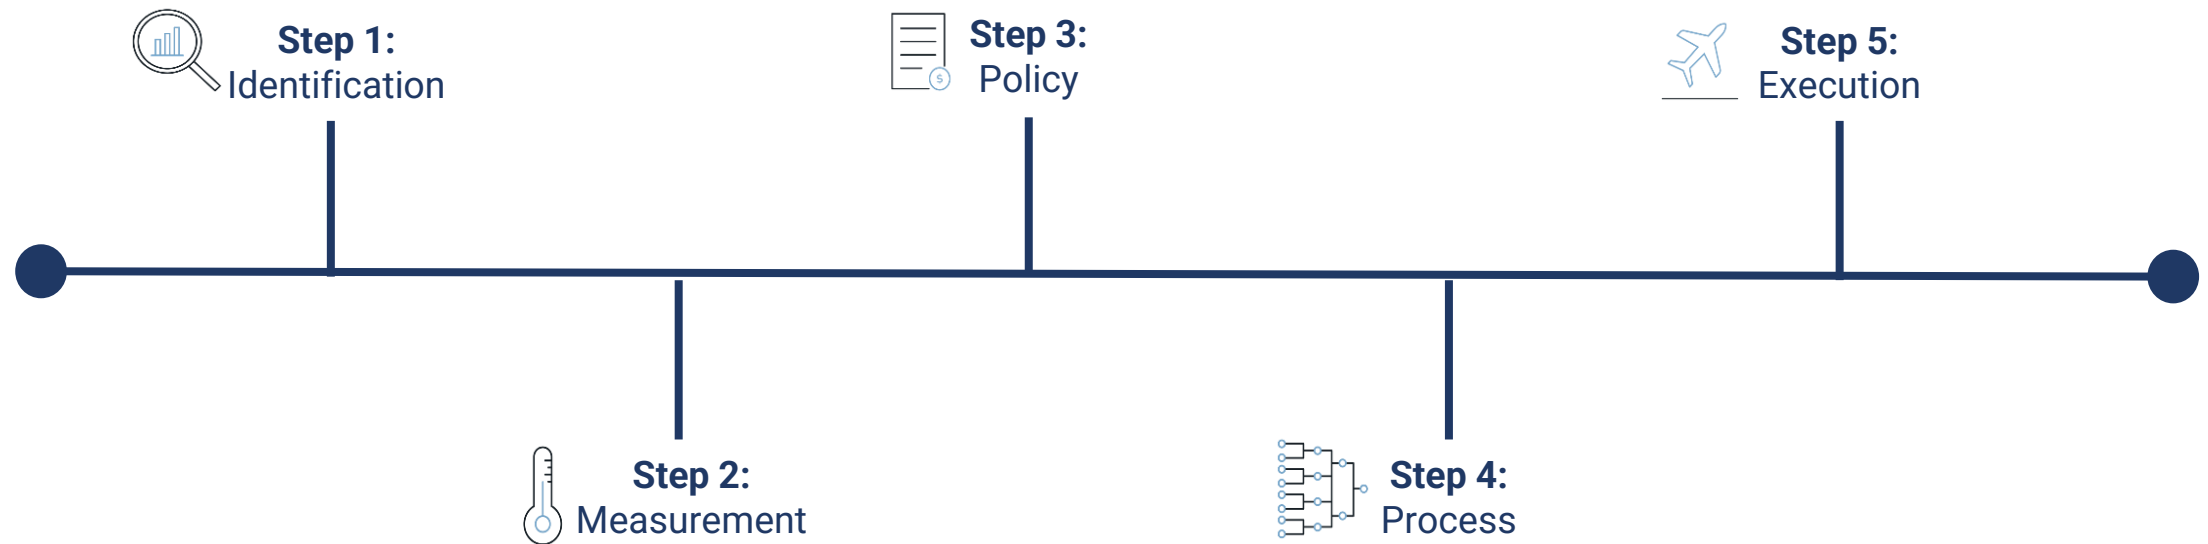 Step 1:
Identification
Step 2:
Measurement
Step 3:
Policy
$
Step 4:
Process
Step 5:
Execution